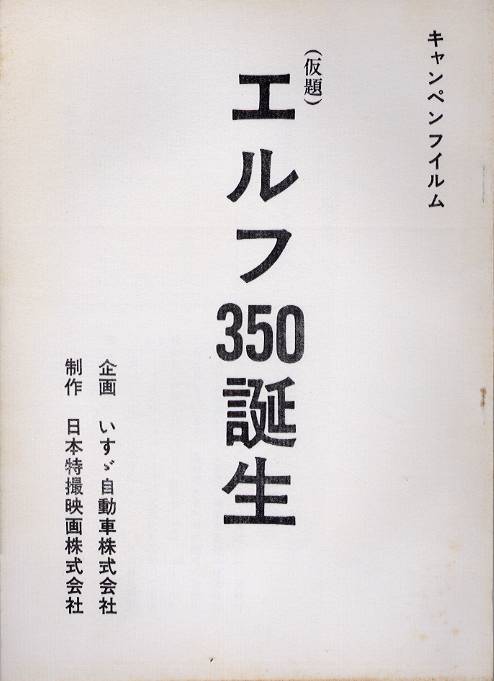 キャンペンフイルム
(仮題)
エルフ350誕生
企画 いすゞ自動車株式会社
制作 日本特撮映画株式会社